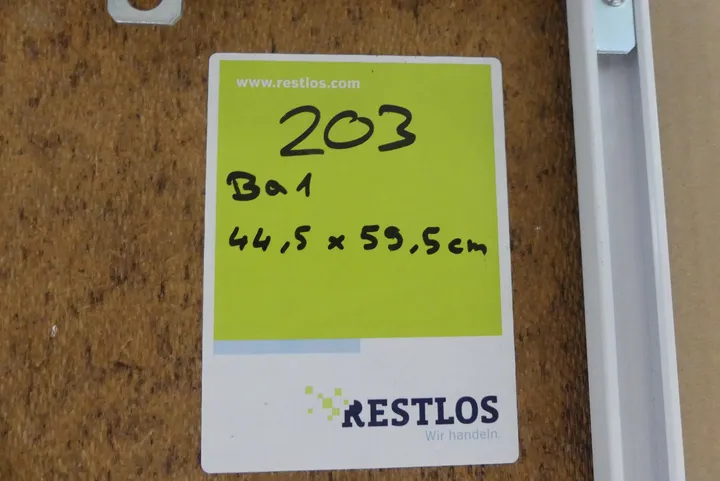 www.restlos.com
203
Ba1
44,5 x 59,5 cm
RESTLOS
Wir handeln.